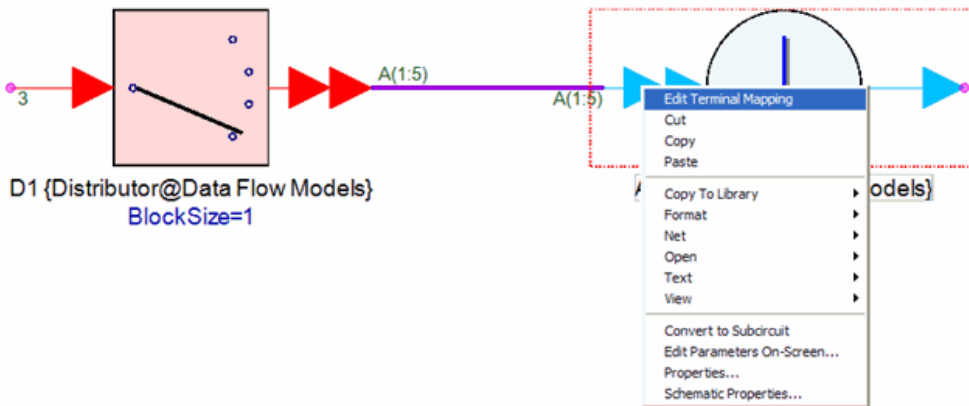 A(1:5)
A(1:5)
3
Edit Terminal Mapping
Cut
Copy
Paste
D1 {Distributor@Data Flow Models}
odels}
BlockSize=1
Copy To Library
Format
Net
Open
Text
View
Convert to Subcircuit
Edit Parameters On-Screen...
Properties...
Schematic Properties...